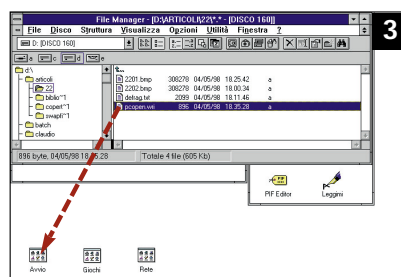 File Manager - [D:\ARTICOLI\22\*.* - [DISCO 160]]
File Disco Struttura Visualizza Opzioni Utilità Finestra ?
3
D: [DISCO 160]
a c d e
d:\
articoli
22
biblio~1
copert~1
swapfi~1
batch
claudio
2201.bmp 308278 04/05/98 18.25.42 a
2202.bmp 308278 04/05/98 18.00.34 a
defrag.txt 2099 04/05/98 18.11.46 a
pcopen.wri 896 04/05/98 18.35.28 a
896 byte, 04/05/98 18.35.28 Totale 4 file (605 Kb)
PIF Editor Leggimi
Avvio Giochi Rete